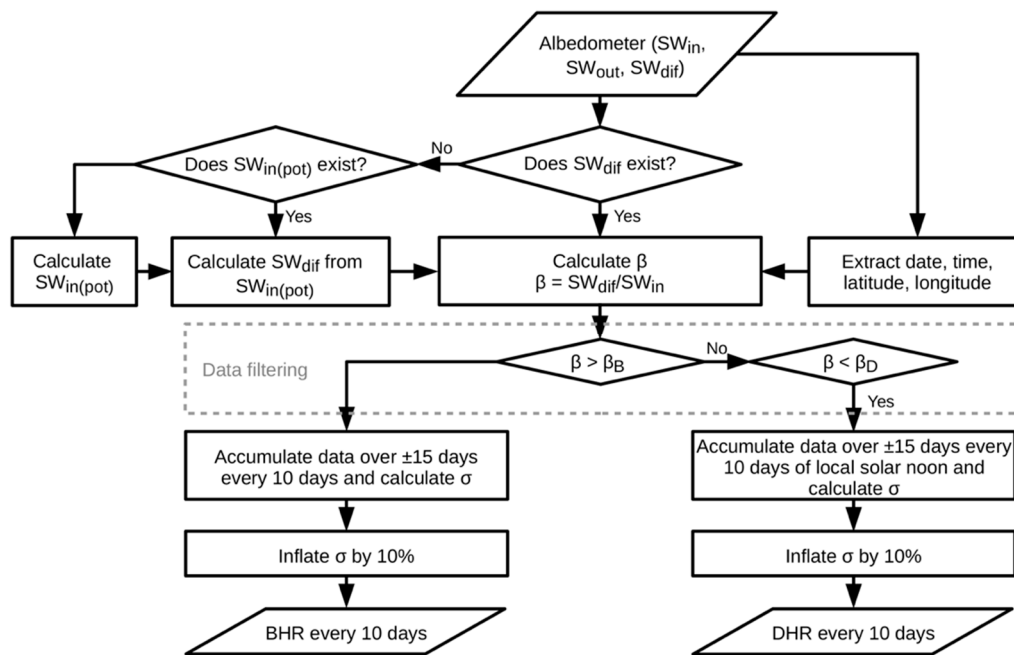 Albedometer (SWin,
SWout, SWdif)
Does SWin(pot) exist?
No
Does SWdif exist?
Yes
Yes
Calculate
SWin(pot)
Calculate SWdif from
SWin(pot)
Calculate β
β = SWdif/SWin
Extract date, time,
latitude, longitude
Data filtering
β > βB
No
β < βD
Yes
Accumulate data over ±15 days
every 10 days and calculate σ
Accumulate data over ±15 days every
10 days of local solar noon and
calculate σ
Inflate σ by 10%
Inflate σ by 10%
BHR every 10 days
DHR every 10 days